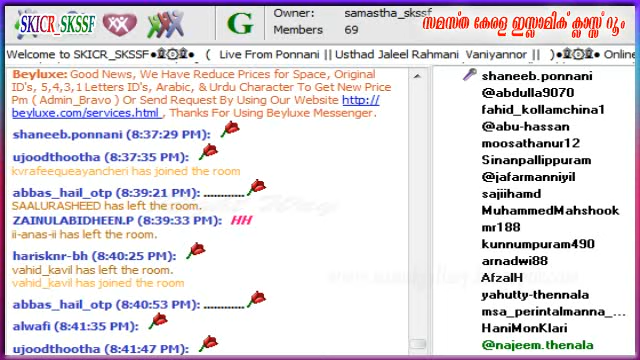 SKICR_SKSSF
G
Owner: samastha_skssf
Members 69
സമസ്ത കേരള ഇസ്ലാമിക് ക്ലാസ്സ് റൂം
Welcome to SKICR_SKSSF ( Live From Ponnani || Usthad Jaleel Rahmani Vaniyannor || Online
Beyluxe: Good News, We Have Reduce Prices for Space, Original
ID's, 5,4,3,1 Letters ID's, Arabic, & Urdu Character To Get New Price
Pm ( Admin_Bravo ) Or Send Request By Using Our Website http://
beyluxe.com/services.html , Thanks For Using Beyluxe Messenger.
shaneeb.ponnani (8:37:29 PM):
ujoodthootha (8:37:35 PM):
kvrafeequeayancheri has joined the room
abbas_hail_otp (8:39:21 PM): ............
SAALURASHEED has left the room.
ZAINULABIDHEEN.P (8:39:33 PM): HH
ii-anas-ii has left the room.
harisknr-bh (8:40:25 PM):
vahid_kavil has left the room.
vahid_kavil has joined the room
abbas_hail_otp (8:40:53 PM): ............
alwafi (8:41:35 PM):
ujoodthootha (8:41:47 PM):
shaneeb.ponnani
@abdulla9070
fahid_kollamchina1
@abu-hassan
moosathanur12
Sinanpallippuram
@jafarmanniyil
sajiihamd
MuhammedMahshook
mr188
kunnumpuram490
arnadwi88
AfzalH
yahutty-thennala
msa_perintalmanna_...
HaniMonKlari
@najeem.thenala